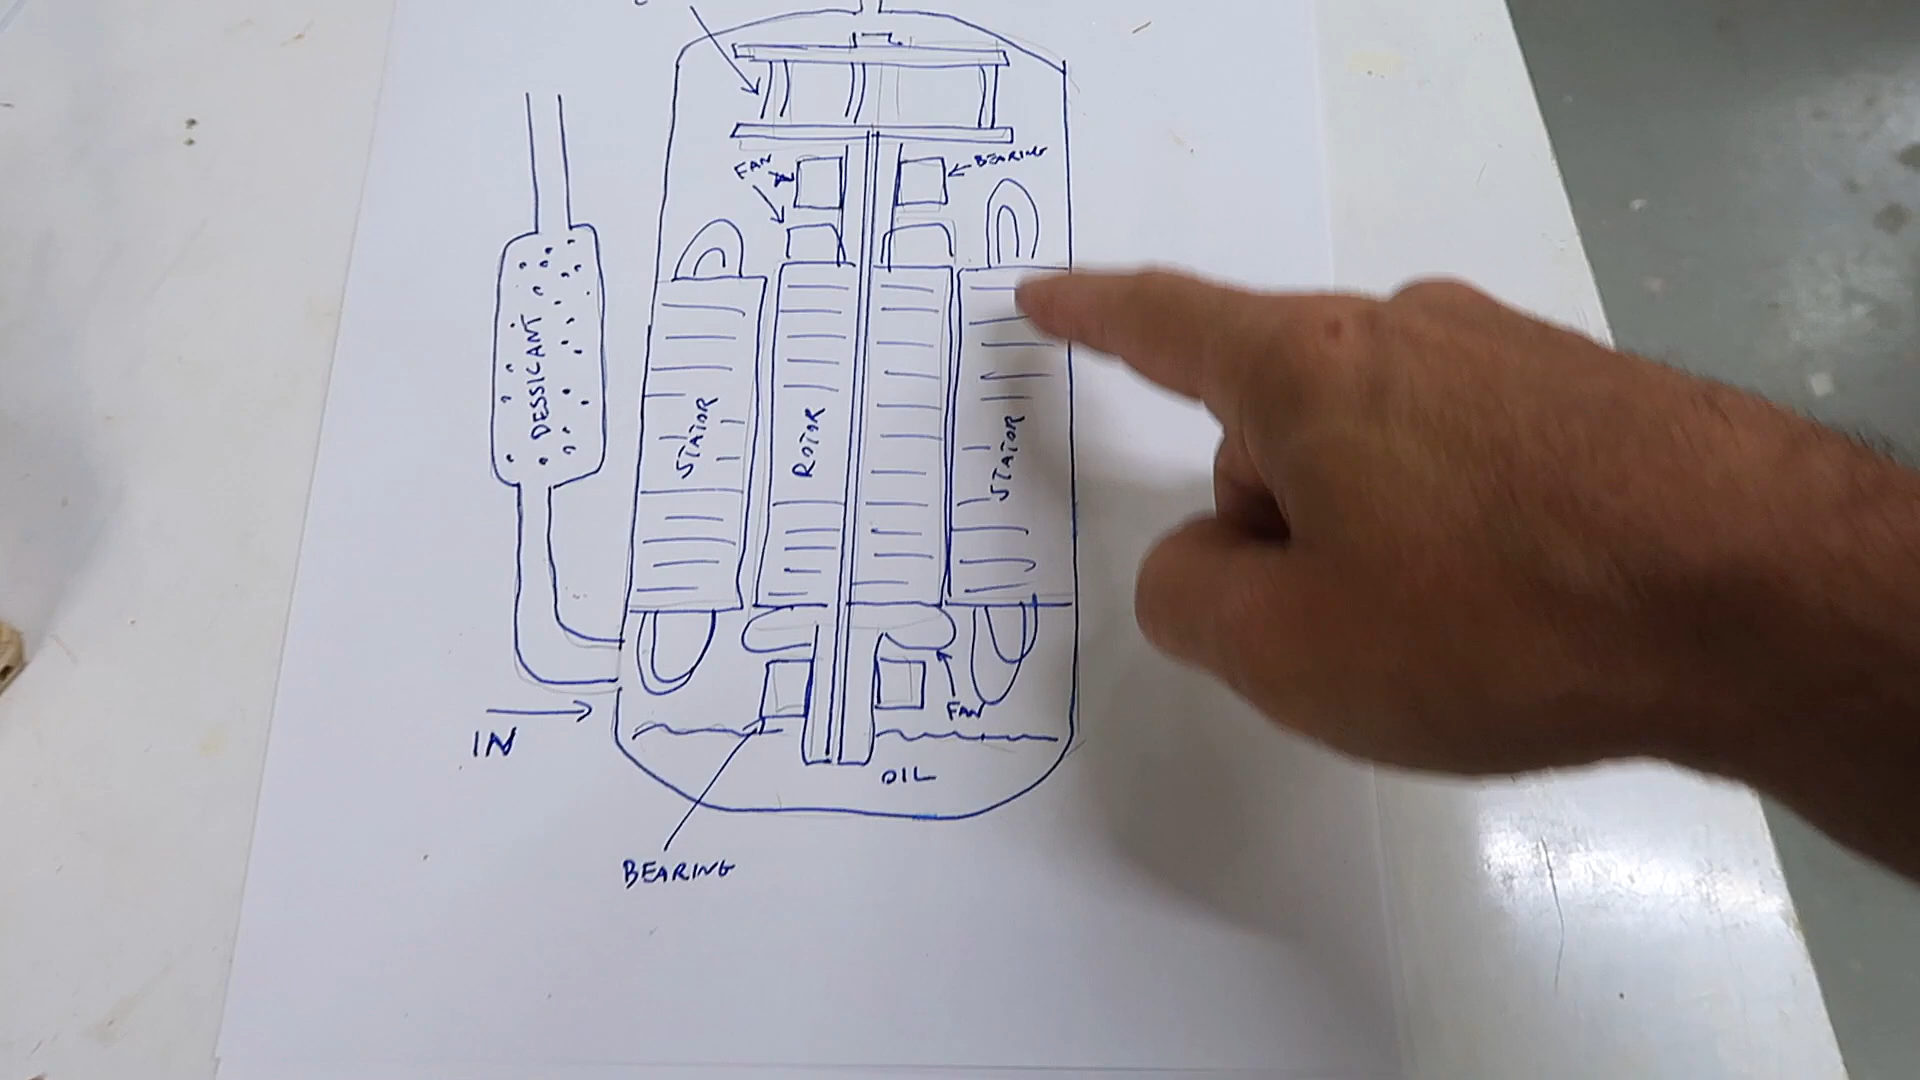 FAN
BEARING
DESSICANT
STATOR
ROTOR
STATOR
FAN
IN
OIL
BEARING